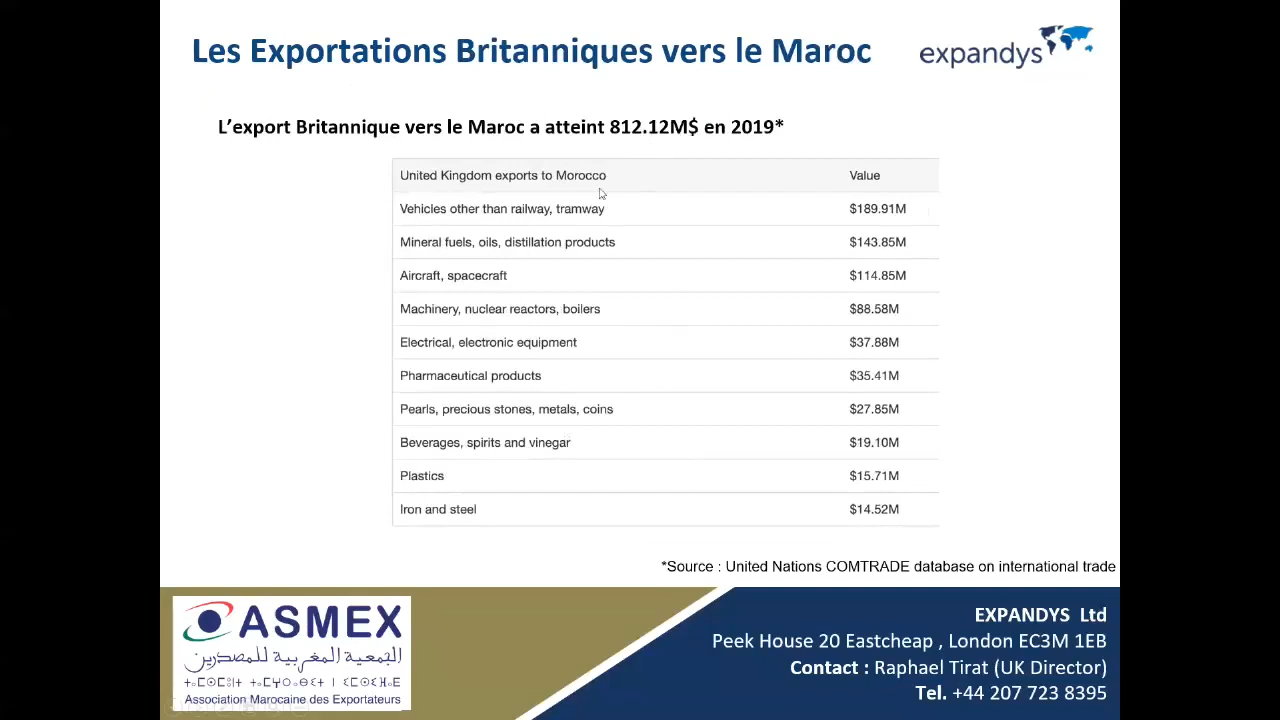 Les Exportations Britanniques vers le Maroc
expandys
L’export Britannique vers le Maroc a atteint 812.12M$ en 2019*
United Kingdom exports to Morocco Value
Vehicles other than railway, tramway $189.91M
Mineral fuels, oils, distillation products $143.85M
Aircraft, spacecraft $114.85M
Machinery, nuclear reactors, boilers $88.58M
Electrical, electronic equipment $37.88M
Pharmaceutical products $35.41M
Pearls, precious stones, metals, coins $27.85M
Beverages, spirits and vinegar $19.10M
Plastics $15.71M
Iron and steel $14.52M
*Source : United Nations COMTRADE database on international trade
ASMEX
الجمعية المغربية للمصدرين
Association Marocaine des Exportateurs
EXPANDYS Ltd
Peek House 20 Eastcheap , London EC3M 1EB
Contact : Raphael Tirat (UK Director)
Tel. +44 207 723 8395